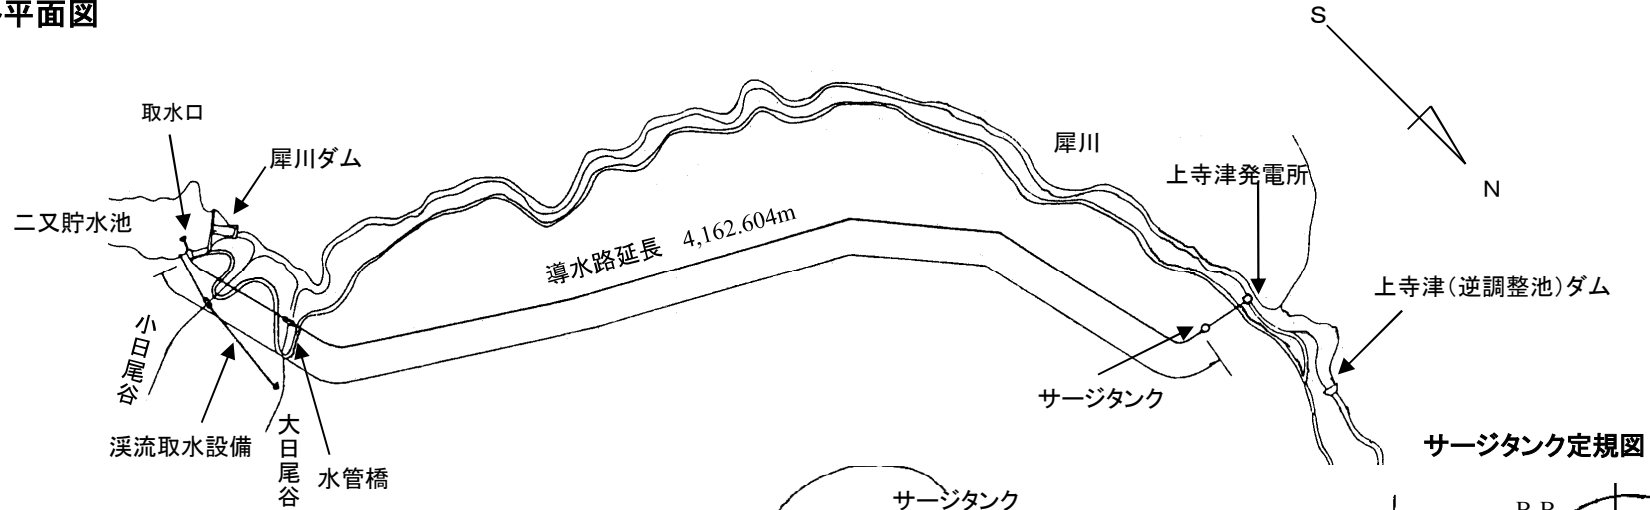 平面図
S
N
取水口
犀川ダム
犀川
上寺津発電所
二又貯水池
導水路延長 4,162.604m
上寺津(逆調整池)ダム
小日尾谷
サージタンク
渓流取水設備
大日尾谷
水管橋
サージタンク定規図
サージタンク